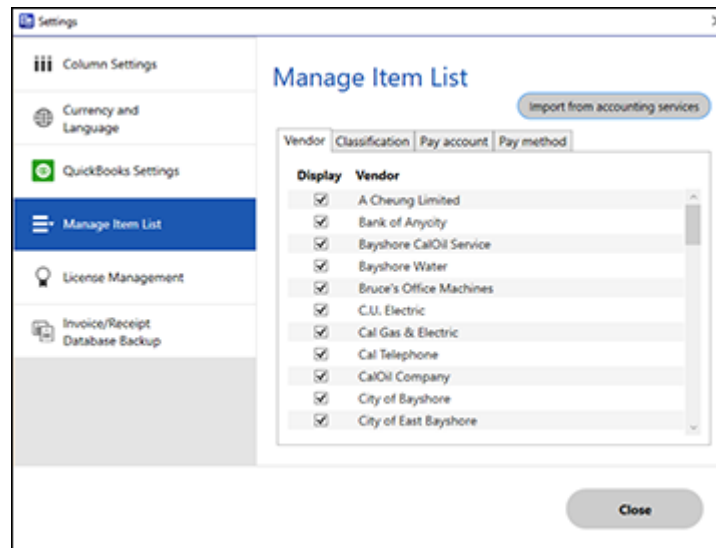 Settings
Column Settings
Currency and
Language
QuickBooks Settings
Manage Item List
License Management
Invoice/Receipt
Database Backup
Manage Item List
Import from accounting services
Vendor Classification Pay account Pay method
Display Vendor
A Cheung Limited
Bank of Anycity
Bayshore CalOil Service
Bayshore Water
Bruce's Office Machines
C.U. Electric
Cal Gas & Electric
Cal Telephone
CalOil Company
City of Bayshore
City of East Bayshore
Close